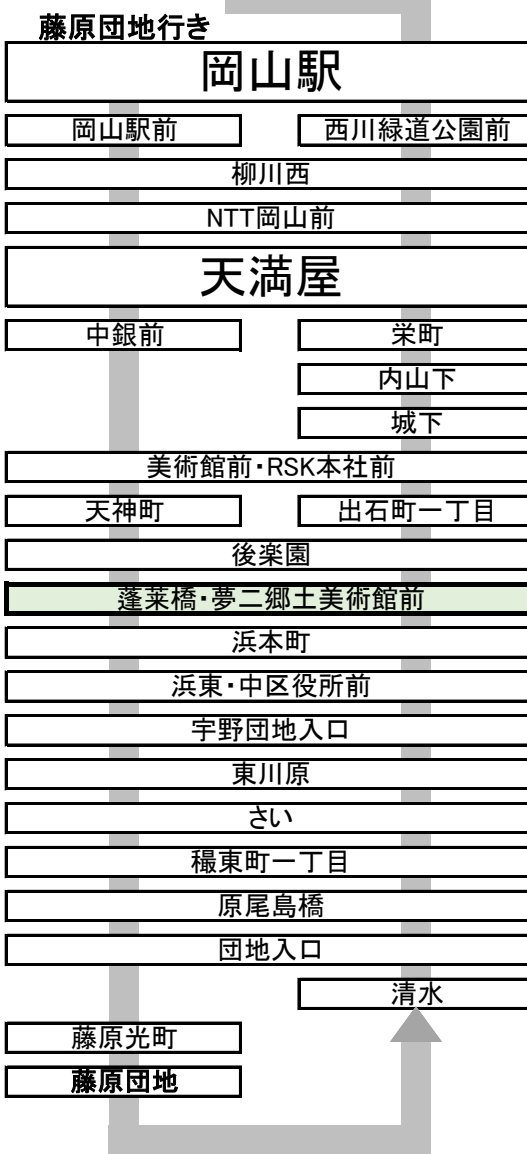 藤原団地行き
岡山駅
岡山駅前 西川緑道公園前
柳川西
NTT岡山前
天満屋
中銀前 栄町
内山下
城下
美術館前・RSK本社前
天神町 出石町一丁目
後楽園
蓬莱橋・夢二郷土美術館前
浜本町
浜東・中区役所前
宇野団地入口
東川原
さい
穝東町一丁目
原尾島橋
団地入口
清水
藤原光町
藤原団地